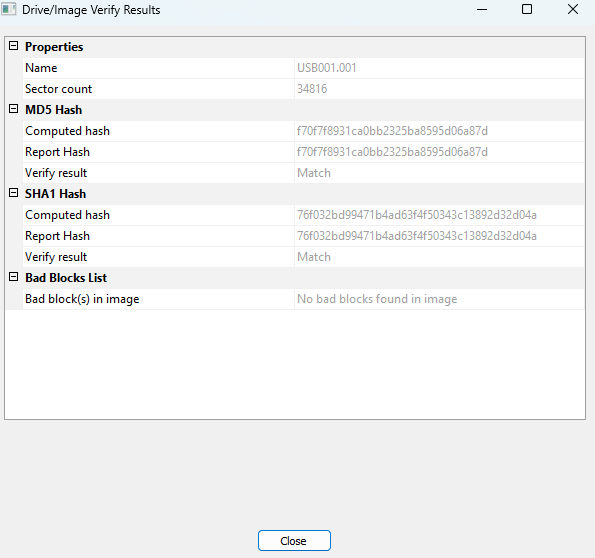 Drive/Image Verify Results
Properties
Name USB001.001
Sector count 34816
MD5 Hash
Computed hash f70f7f8931ca0bb2325ba8595d06a87d
Report Hash f70f7f8931ca0bb2325ba8595d06a87d
Verify result Match
SHA1 Hash
Computed hash 76f032bd99471b4ad63f4f50343c13892d32d04a
Report Hash 76f032bd99471b4ad63f4f50343c13892d32d04a
Verify result Match
Bad Blocks List
Bad block(s) in image No bad blocks found in image
Close